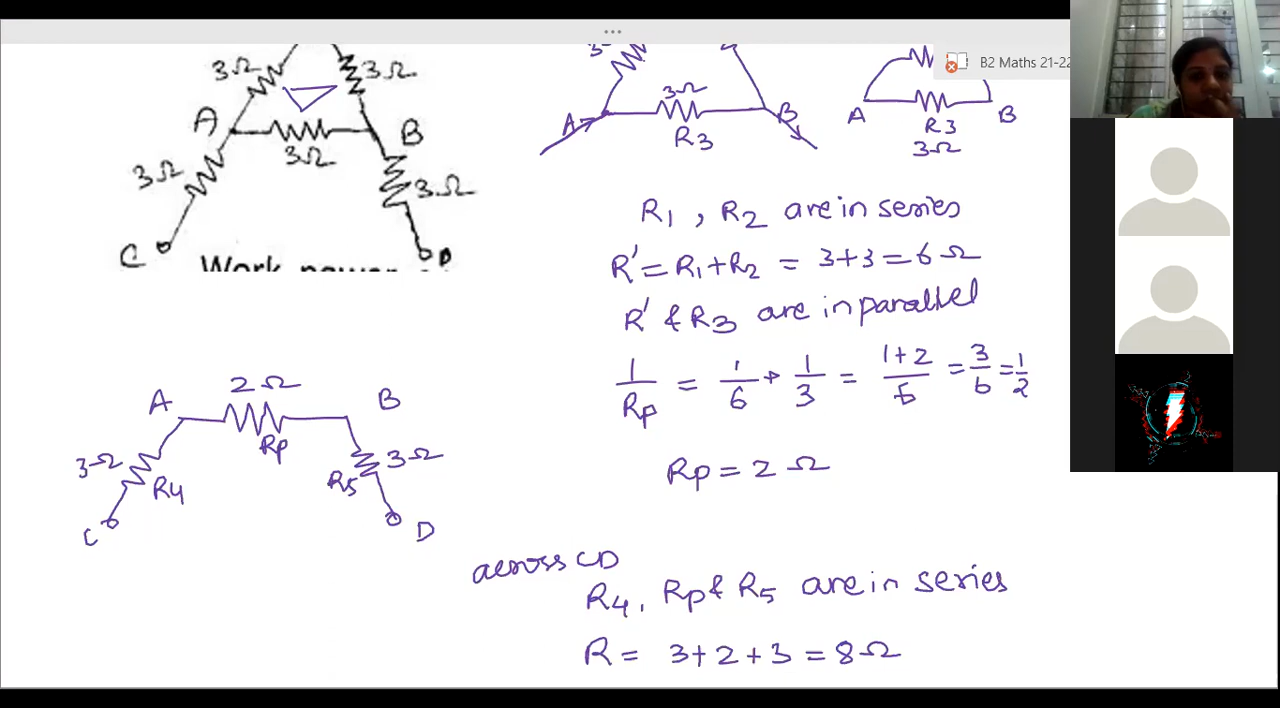 3Ω
3Ω
A
B
3Ω
3Ω
3Ω
C
D
3Ω
A
B
R3
B2 Maths 21-22
A
B
R3
3Ω
R1 , R2 are in series
R' = R1 + R2 = 3+3 = 6 Ω
R' & R3 are in parallel
1/Rp = 1/6 + 1/3 = 1+2/6 = 3/6 = 1/2
Rp = 2 Ω
A
2 Ω
B
Rp
3Ω
R4
R5
3Ω
C
D
across CD
R4, Rp & R5 are in series
R = 3+2+3 = 8Ω